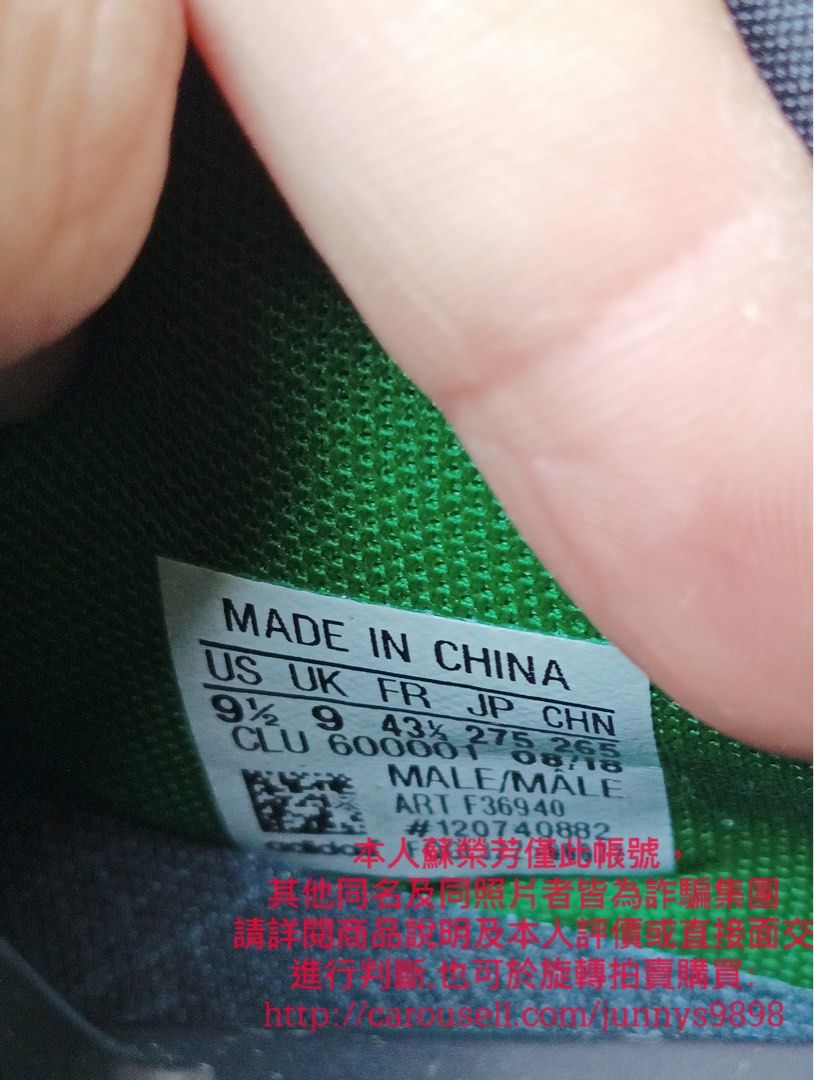 MADE IN CHINA
US UK FR JP CHN
9½ 9 43⅓ 275 265
CLU 600001 08/18
MALE/MÂLE
ART F36940
#120740882
adidas
本人蘇榮芳僅此帳號，
其他同名及同照片者皆為詐騙集團
請詳閱商品說明及本人評價或直接面交
進行判斷,也可於旋轉拍賣購買:
http://carousell.com/junnys9898